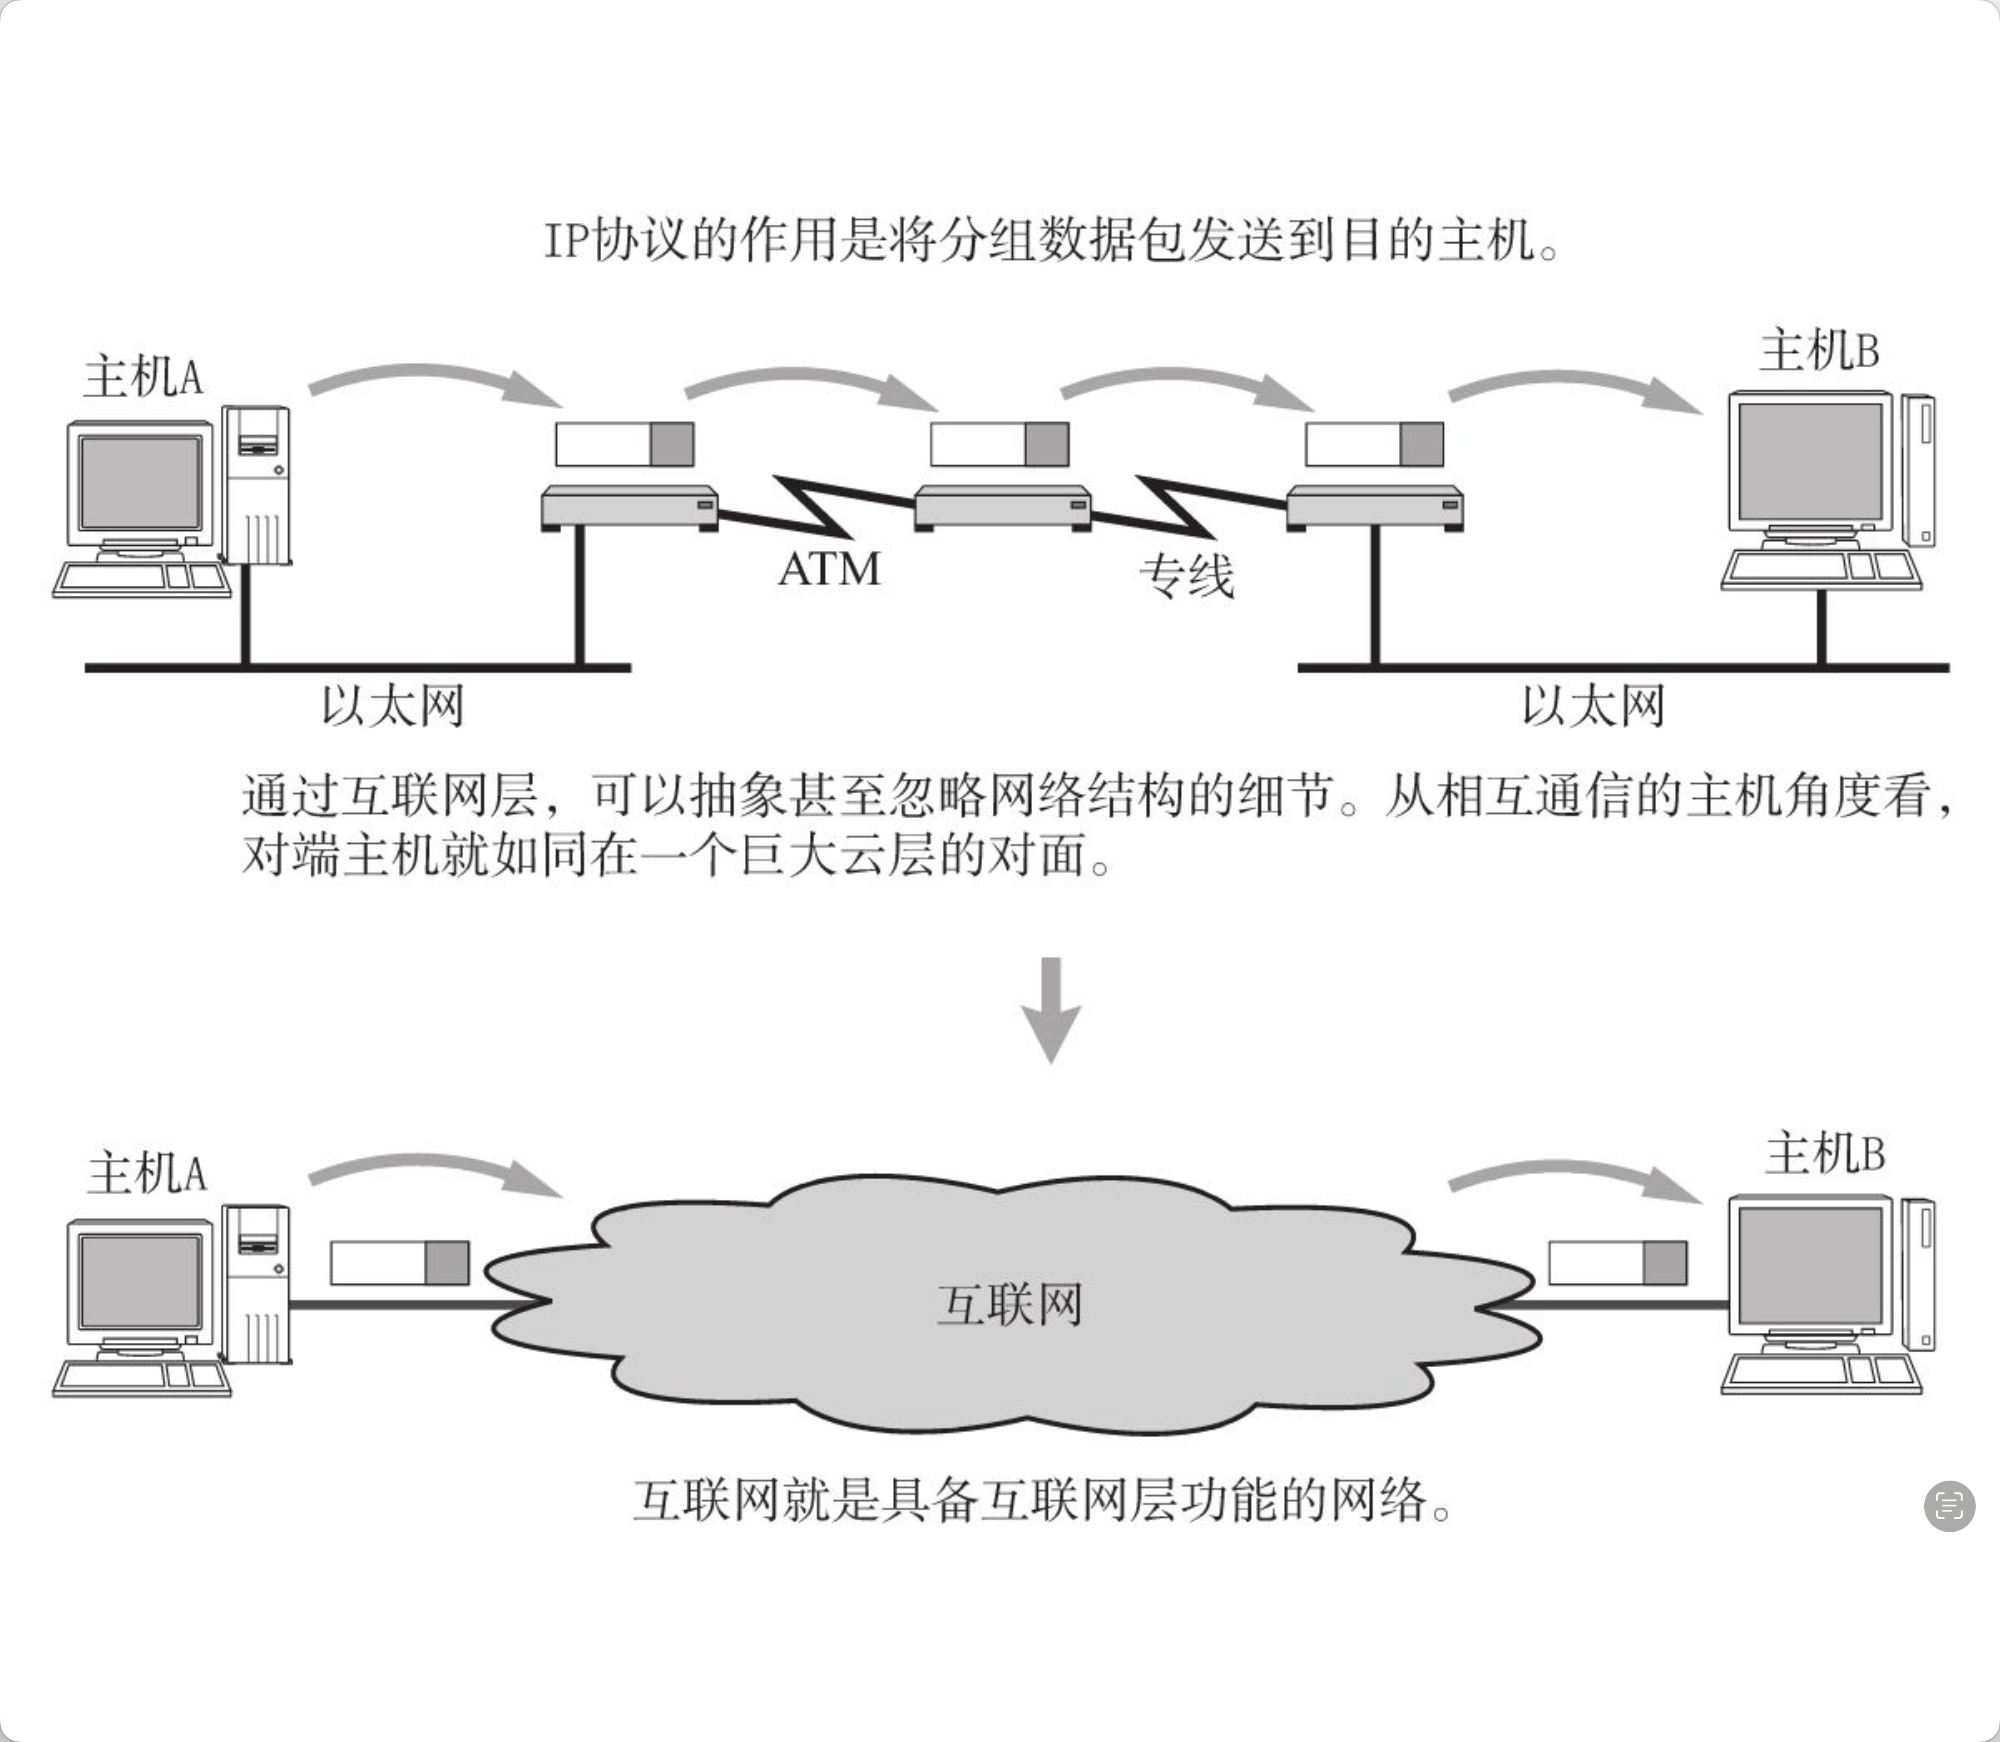 IP协议的作用是将分组数据包发送到目的主机。
主机A
主机B
ATM
专线
以太网
以太网
通过互联网层，可以抽象甚至忽略网络结构的细节。从相互通信的主机角度看，
对端主机就如同在一个巨大云层的对面。
主机A
主机B
互联网
互联网就是具备互联网层功能的网络。